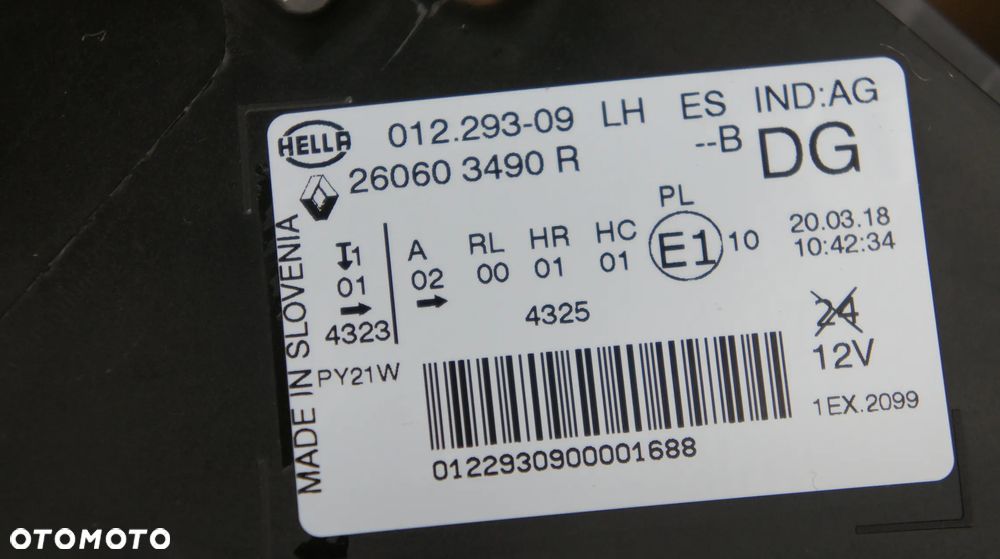 HELLA 012.293-09 LH ES IND:AG
26060 3490 R --B DG
MADE IN SLOVENIA
1 A RL HR HC PL
01 02 00 01 01 E1 10
4323 4325
20.03.18
10:42:34
24
12V
PY21W
1EX.2099
0122930900001688
OTOMOTO